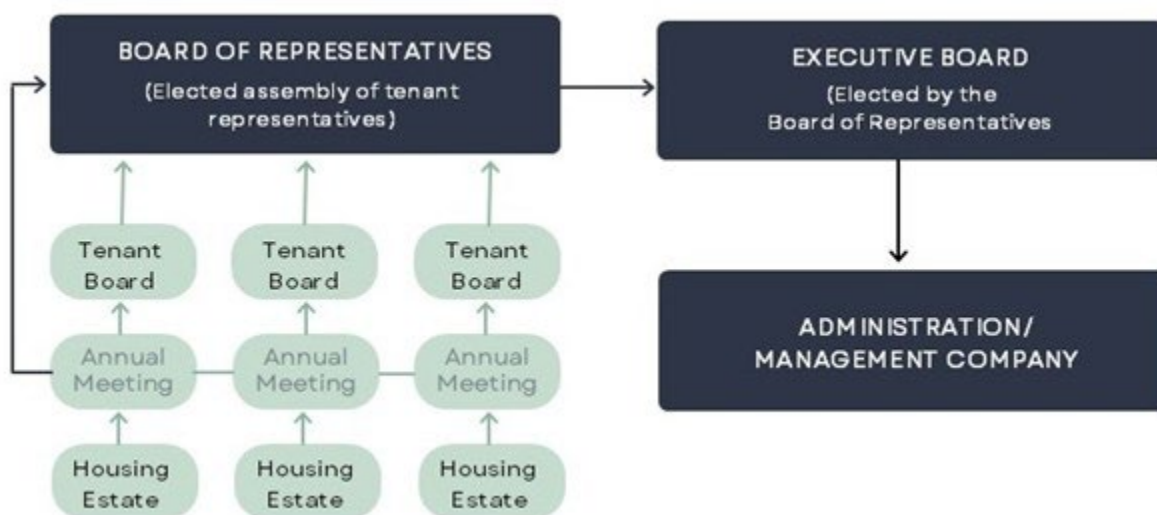 BOARD OF REPRESENTATIVES
(Elected assembly of tenant
representatives)
EXECUTIVE BOARD
(Elected by the
Board of Representatives
Tenant
Board
Tenant
Board
Tenant
Board
ADMINISTRATION/
MANAGEMENT COMPANY
Annual
Meeting
Annual
Meeting
Annual
Meeting
Housing
Estate
Housing
Estate
Housing
Estate